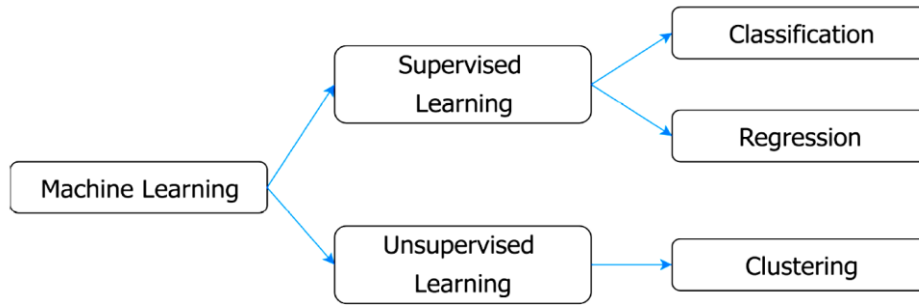 Classification
Supervised
Learning
Regression
Machine Learning
Unsupervised
Learning
Clustering